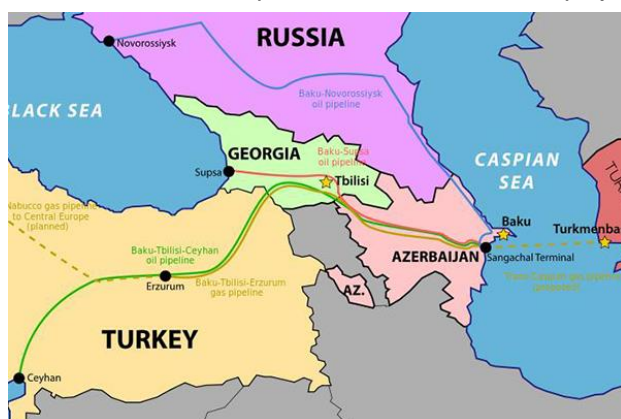 RUSSIA
Novorossiysk
Baku-Novorossiysk
oil pipeline
BLACK SEA
GEORGIA
Baku-Supsa
oil pipeline
Supsa
Tbilisi
CASPIAN
SEA
Nabucco gas pipeline
to Central Europe
(planned)
Baku
Turkmenba
AZERBAIJAN
Sangachal Terminal
Baku-Tbilisi-Ceyhan
oil pipeline
Baku-Tbilisi-Erzurum
gas pipeline
Erzurum
AZ.
gas pipeline
TURKEY
Ceyhan